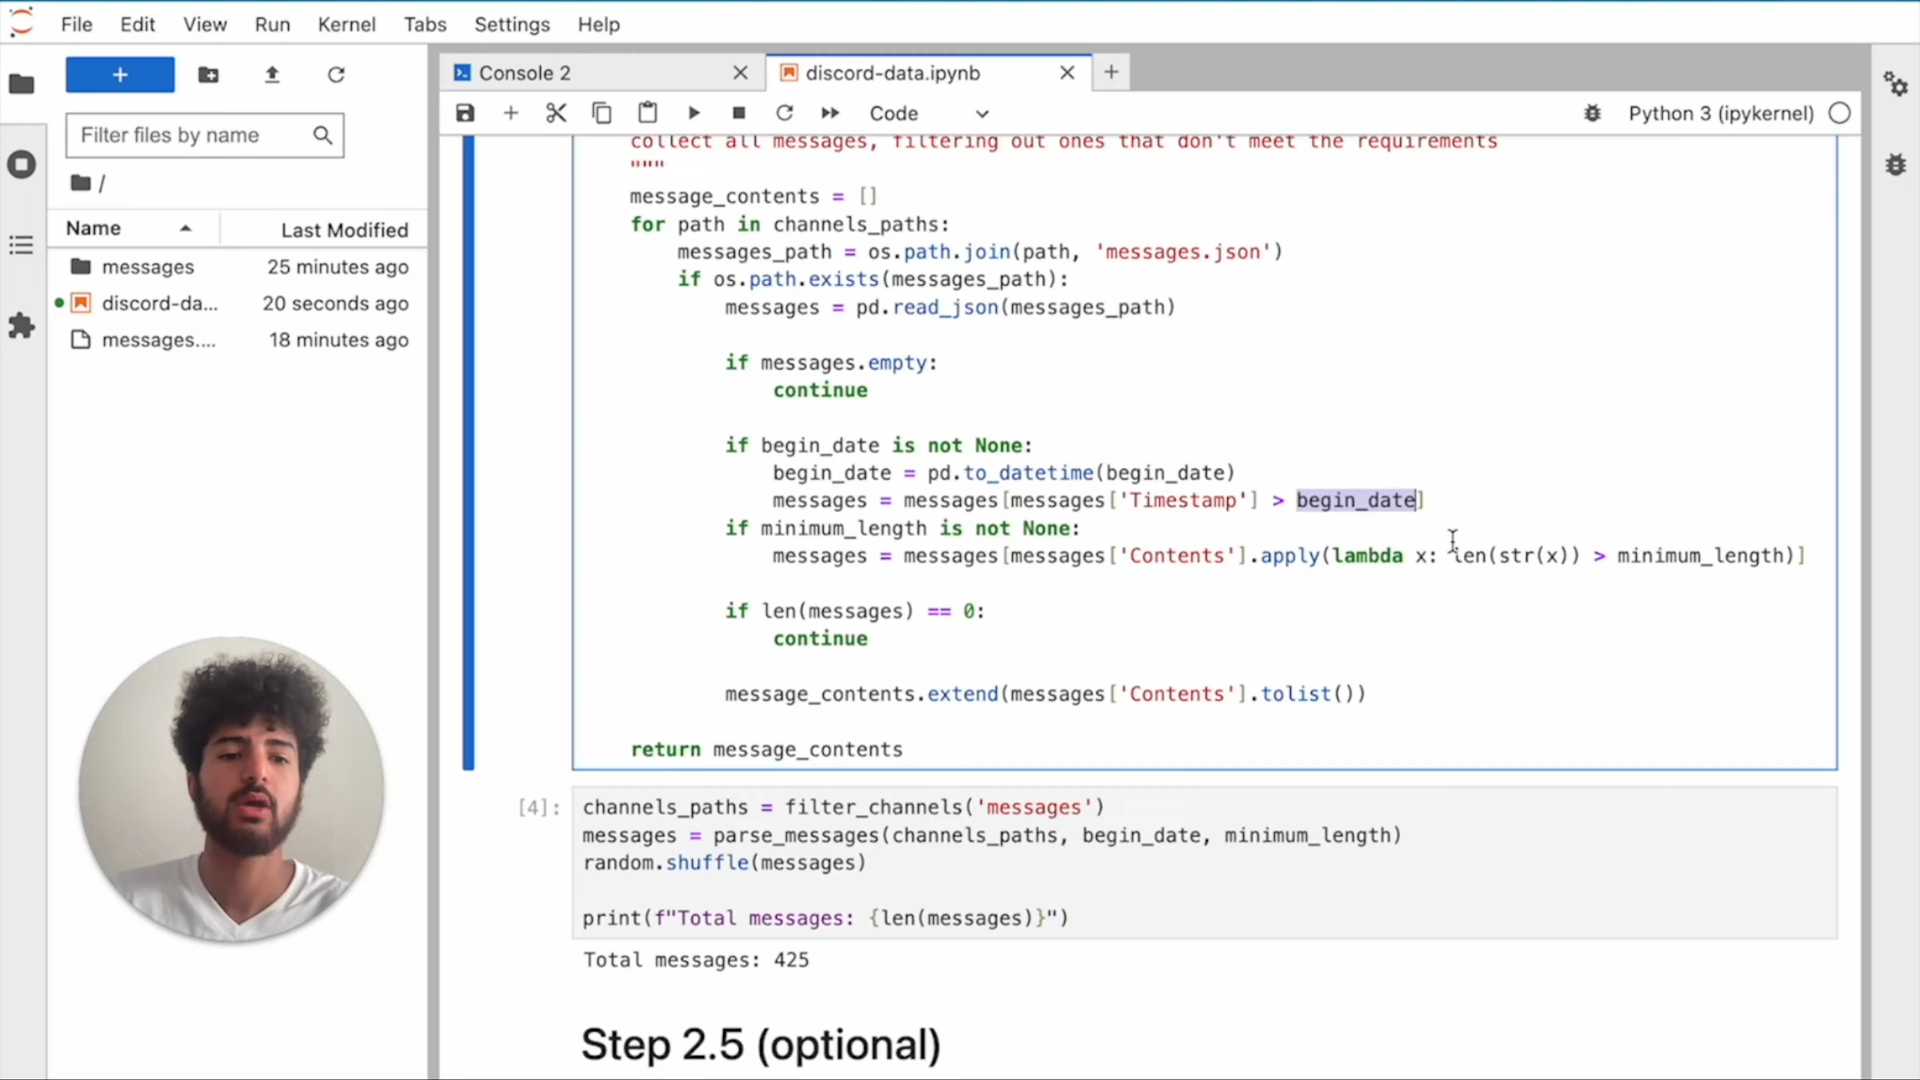 File Edit View Run Kernel Tabs Settings Help
Console 2
discord-data.ipynb
Code
Python 3 (ipykernel)
Filter files by name
/
Name Last Modified
messages 25 minutes ago
discord-da... 20 seconds ago
messages.... 18 minutes ago
collect all messages, filtering out ones that don't meet the requirements
"""
message_contents = []
for path in channels_paths:
messages_path = os.path.join(path, 'messages.json')
if os.path.exists(messages_path):
messages = pd.read_json(messages_path)
if messages.empty:
continue
if begin_date is not None:
begin_date = pd.to_datetime(begin_date)
messages = messages[messages['Timestamp'] > begin_date]
if minimum_length is not None:
messages = messages[messages['Contents'].apply(lambda x: len(str(x)) > minimum_length)]
if len(messages) == 0:
continue
message_contents.extend(messages['Contents'].tolist())
return message_contents
[4]:
channels_paths = filter_channels('messages')
messages = parse_messages(channels_paths, begin_date, minimum_length)
random.shuffle(messages)
print(f"Total messages: {len(messages)}")
Total messages: 425
Step 2.5 (optional)